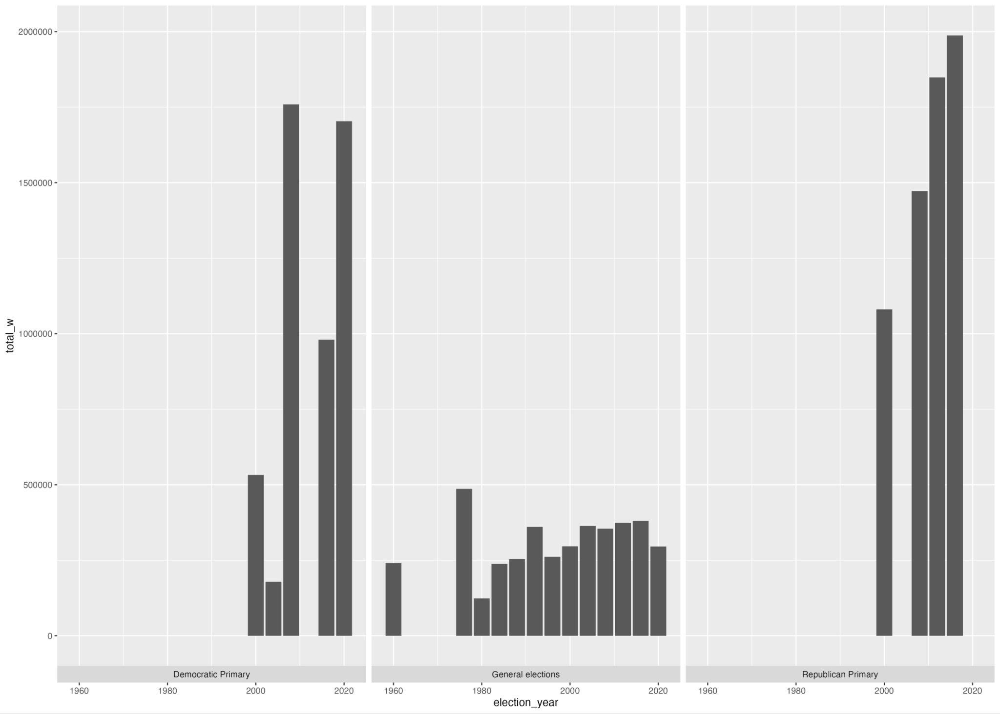 total_w
2000000
1500000
1000000
500000
0
Democratic Primary
General elections
Republican Primary
1960 1980 2000 2020 1960 1980 2000 2020 1960 1980 2000 2020
election_year